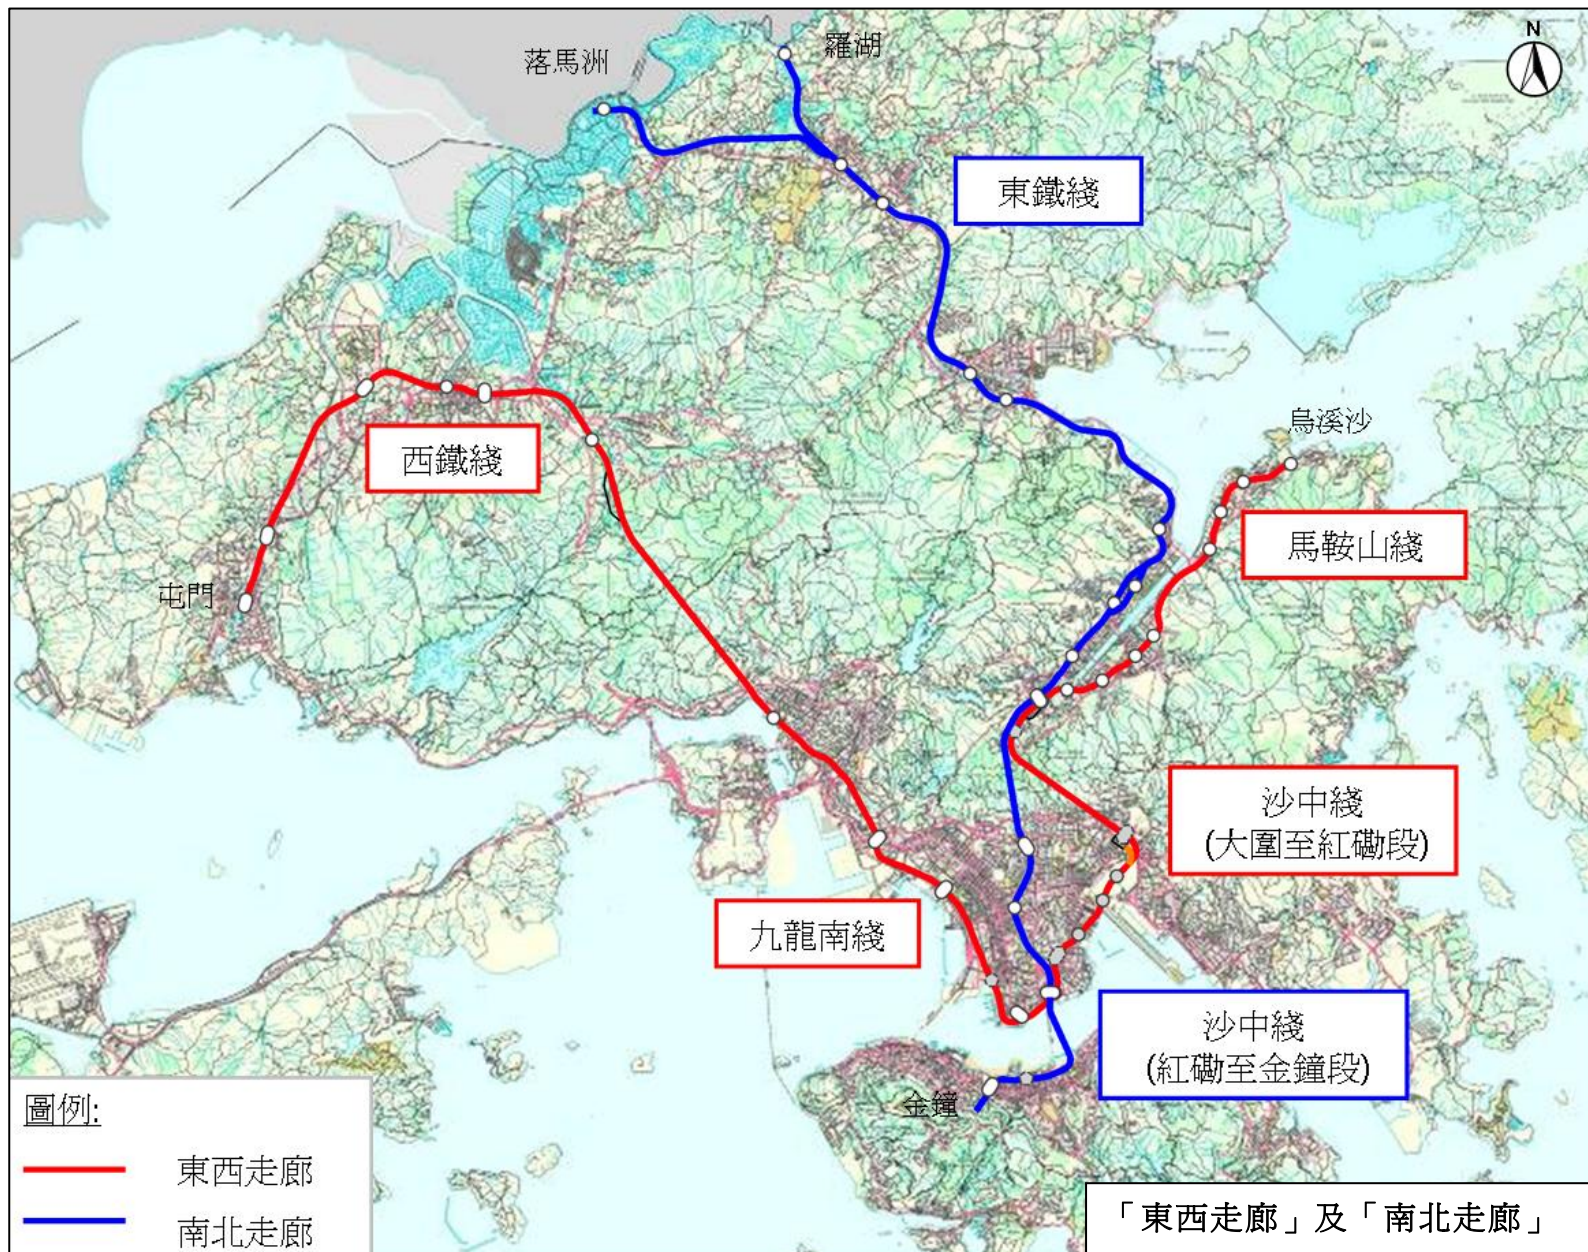 N
落馬洲
羅湖
東鐵綫
烏溪沙
西鐵綫
馬鞍山綫
屯門
沙中綫
(大圍至紅磡段)
九龍南綫
沙中綫
(紅磡至金鐘段)
金鐘
圖例:
東西走廊
南北走廊
「東西走廊」及「南北走廊」